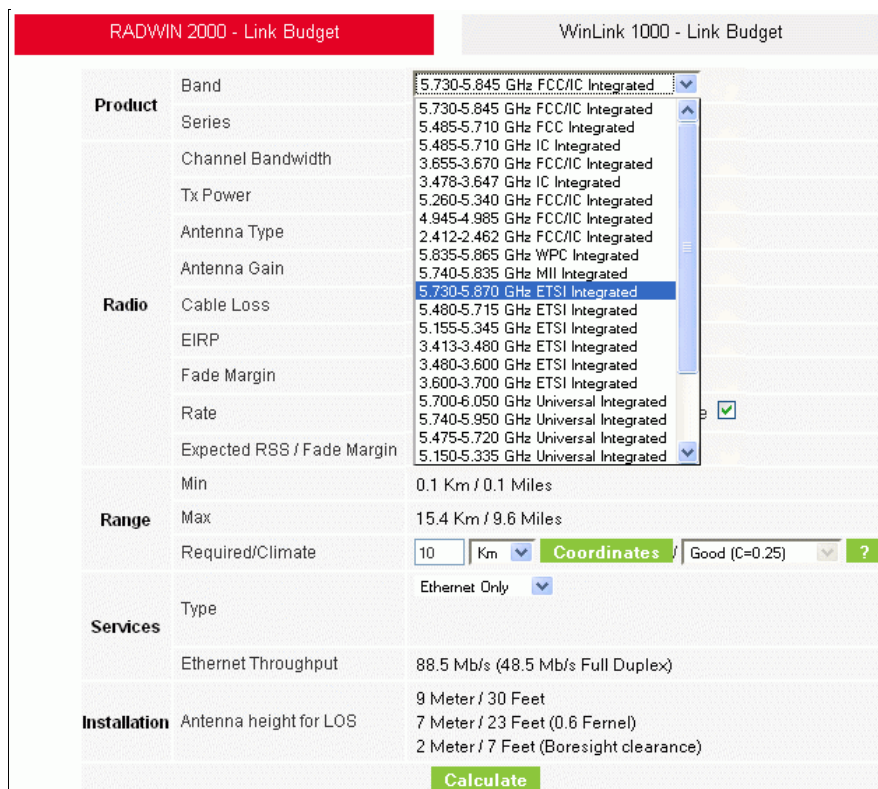 RADWIN 2000 - Link Budget WinLink 1000 - Link Budget
Product
Band 5.730-5.845 GHz FCC/IC Integrated
Series
5.730-5.845 GHz FCC/IC Integrated
5.485-5.710 GHz FCC Integrated
5.485-5.710 GHz IC Integrated
3.655-3.670 GHz FCC/IC Integrated
3.478-3.647 GHz IC Integrated
5.260-5.340 GHz FCC/IC Integrated
4.945-4.985 GHz FCC/IC Integrated
2.412-2.462 GHz FCC/IC Integrated
5.835-5.865 GHz WPC Integrated
5.740-5.835 GHz MII Integrated
5.730-5.870 GHz ETSI Integrated
5.480-5.715 GHz ETSI Integrated
5.155-5.345 GHz ETSI Integrated
3.413-3.480 GHz ETSI Integrated
3.480-3.600 GHz ETSI Integrated
3.600-3.700 GHz ETSI Integrated
5.700-6.050 GHz Universal Integrated
5.740-5.950 GHz Universal Integrated
5.475-5.720 GHz Universal Integrated
5.150-5.335 GHz Universal Integrated
Radio
Channel Bandwidth
Tx Power
Antenna Type
Antenna Gain
Cable Loss
EIRP
Fade Margin
Rate e
Expected RSS / Fade Margin
Range
Min 0.1 Km / 0.1 Miles
Max 15.4 Km / 9.6 Miles
Required/Climate 10 Km Coordinates / Good (C=0.25) ?
Services
Type Ethernet Only
Ethernet Throughput 88.5 Mb/s (48.5 Mb/s Full Duplex)
Installation
Antenna height for LOS
9 Meter / 30 Feet
7 Meter / 23 Feet (0.6 Fernel)
2 Meter / 7 Feet (Boresight clearance)
Calculate